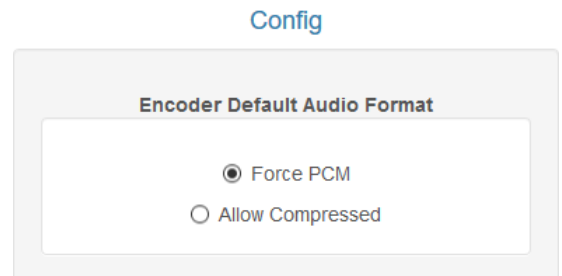 Config
Encoder Default Audio Format
Force PCM
Allow Compressed